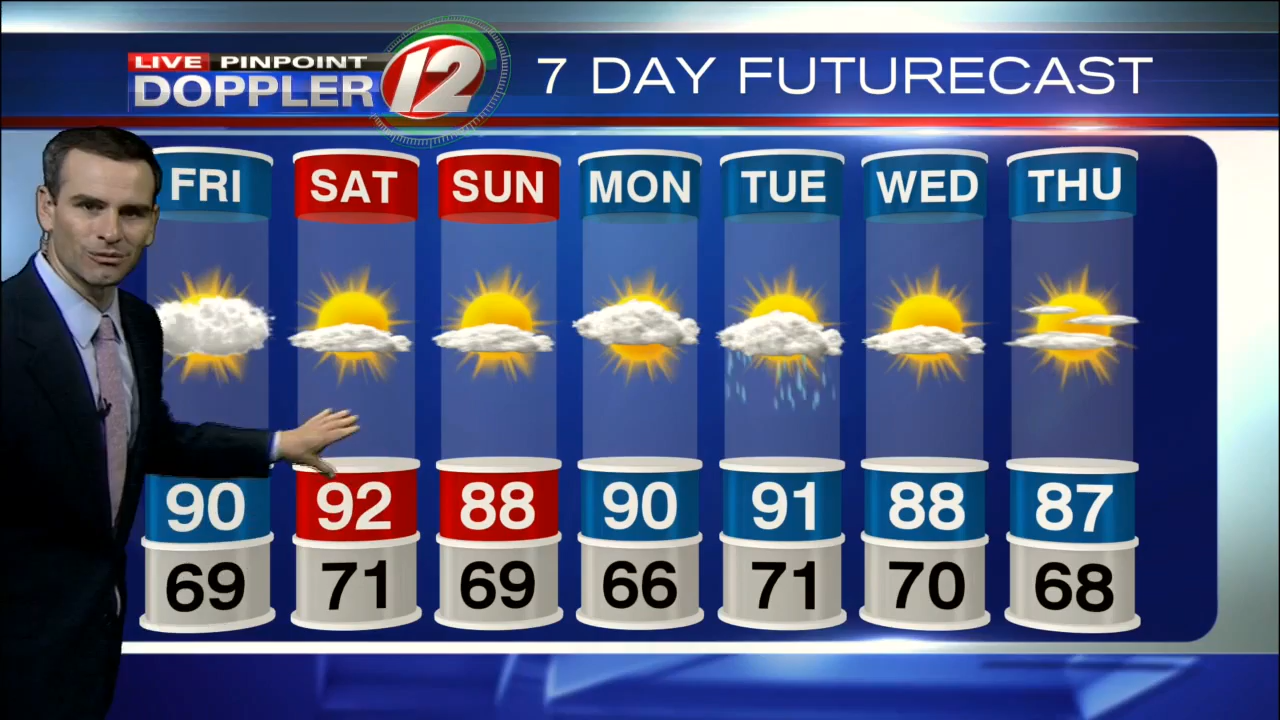 LIVE PINPOINT
DOPPLER 12
7 DAY FUTURECAST
FRI SAT SUN MON TUE WED THU
90 92 88 90 91 88 87
69 71 69 66 71 70 68